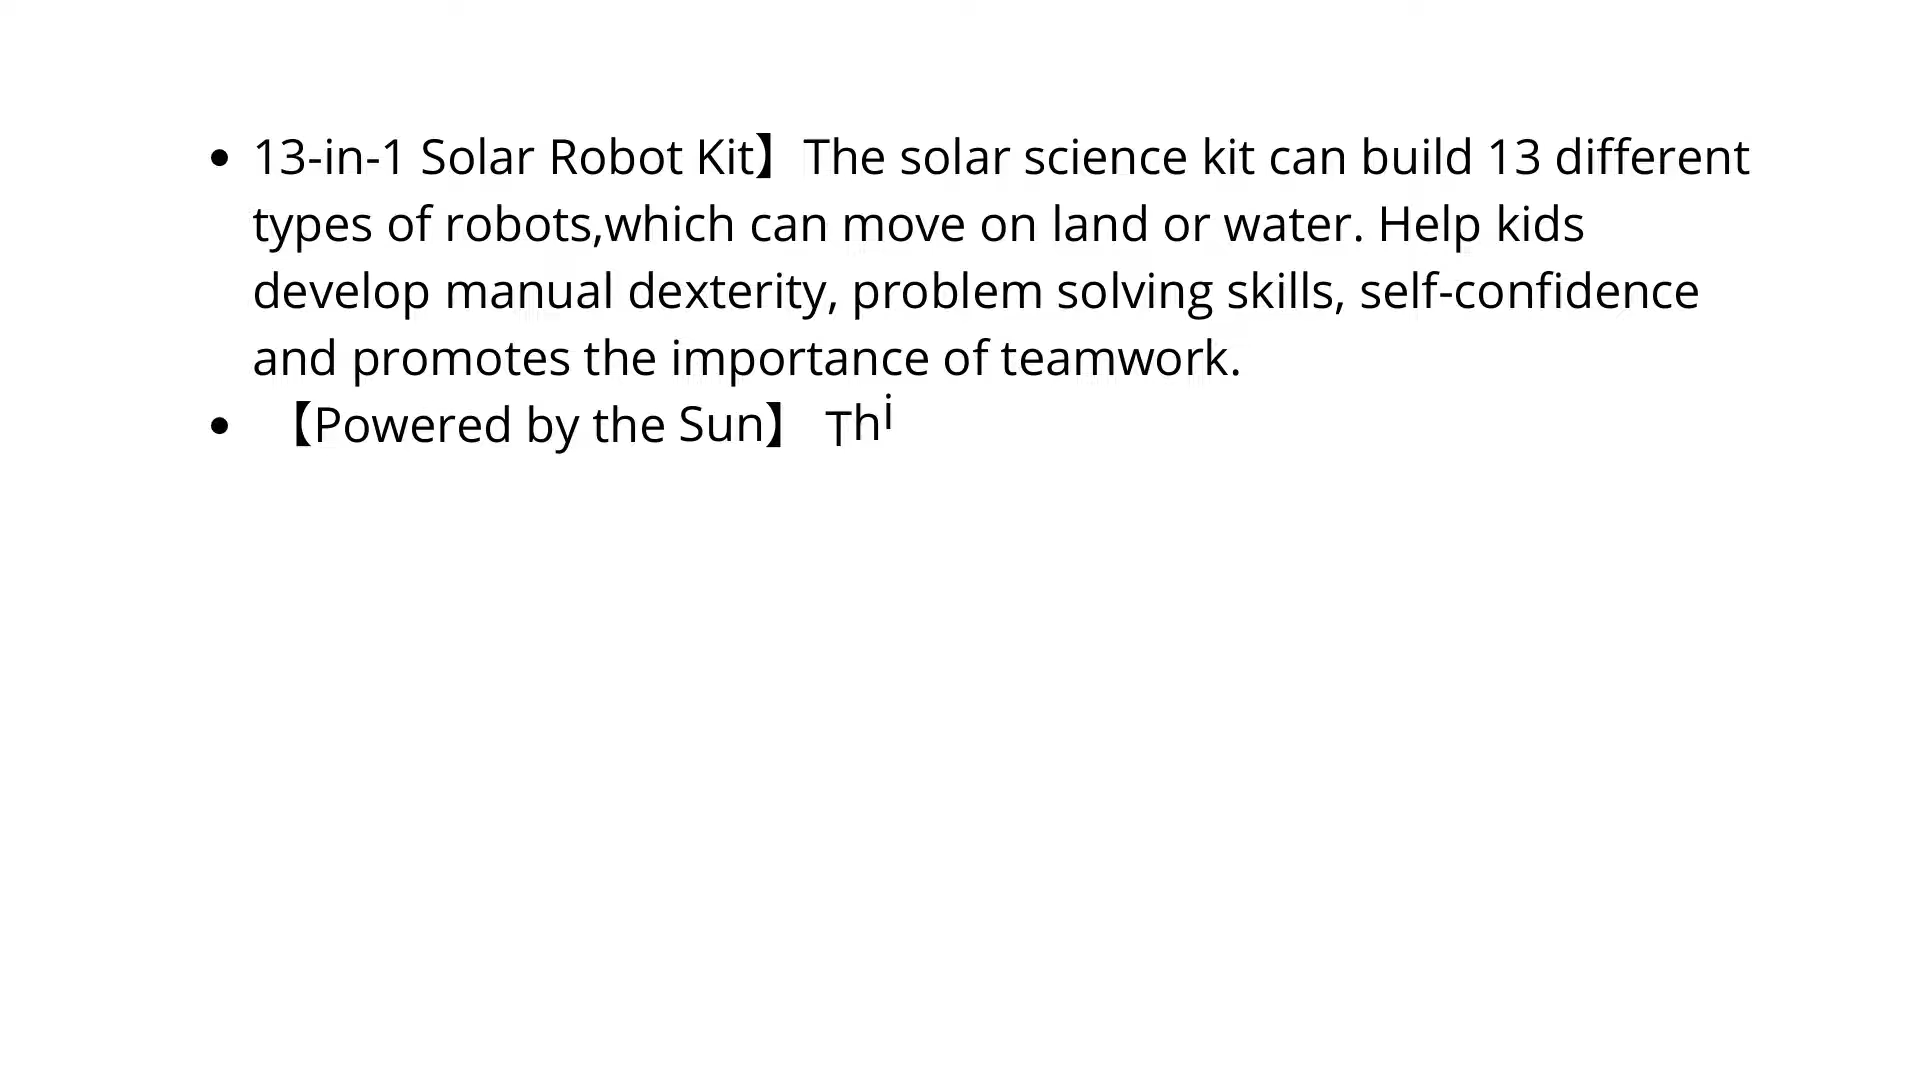 • 13-in-1 Solar Robot Kit】 The solar science kit can build 13 different
types of robots,which can move on land or water. Help kids
develop manual dexterity, problem solving skills, self-confidence
and promotes the importance of teamwork.
• 【Powered by the Sun】 Thi